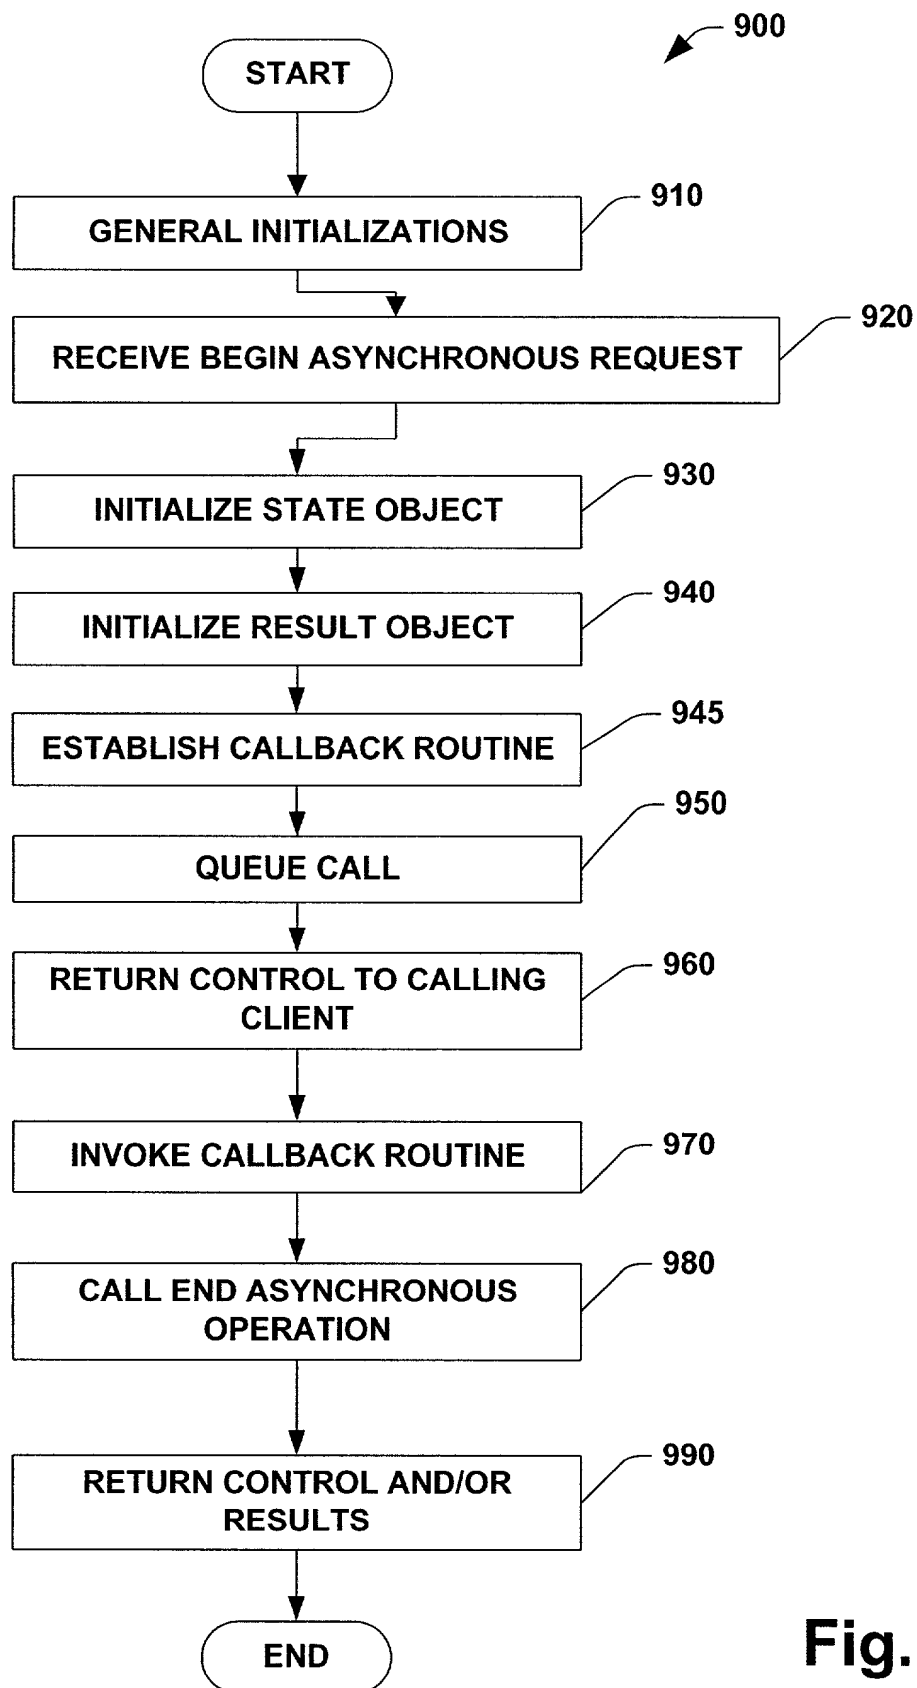 900
START
910
GENERAL INITIALIZATIONS
920
RECEIVE BEGIN ASYNCHRONOUS REQUEST
930
INITIALIZE STATE OBJECT
940
INITIALIZE RESULT OBJECT
945
ESTABLISH CALLBACK ROUTINE
950
QUEUE CALL
960
RETURN CONTROL TO CALLING
CLIENT
970
INVOKE CALLBACK ROUTINE
980
CALL END ASYNCHRONOUS
OPERATION
990
RETURN CONTROL AND/OR
RESULTS
END
Fig.